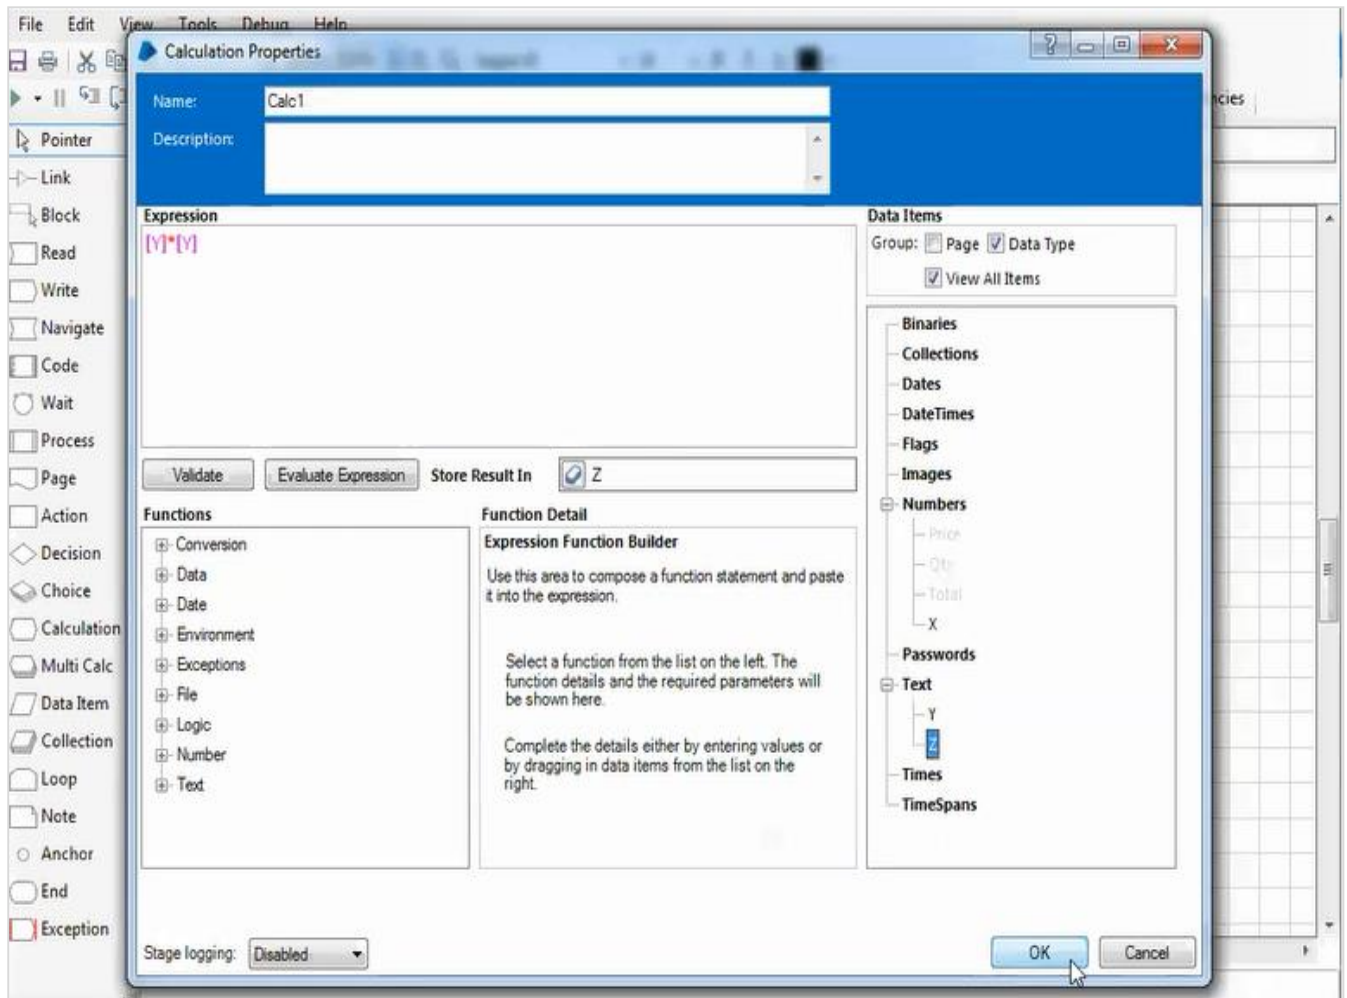 File Edit View Tools Debug Help
Calculation Properties
Name: Calc1
Description:
Pointer
Link
Block
Read
Write
Navigate
Code
Wait
Process
Page
Action
Decision
Choice
Calculation
Multi Calc
Data Item
Collection
Loop
Note
Anchor
End
Exception
Expression
[Y]*[Y]
Validate Evaluate Expression Store Result In Z
Functions
Conversion
Data
Date
Environment
Exceptions
File
Logic
Number
Text
Function Detail
Expression Function Builder
Use this area to compose a function statement and paste
it into the expression.
Select a function from the list on the left. The
function details and the required parameters will
be shown here.
Complete the details either by entering values or
by dragging in data items from the list on the
right.
Data Items
Group: Page Data Type
View All Items
Binaries
Collections
Dates
DateTimes
Flags
Images
Numbers
Price
Qty
Total
X
Passwords
Text
Y
Z
Times
TimeSpans
Stage logging: Disabled
OK Cancel